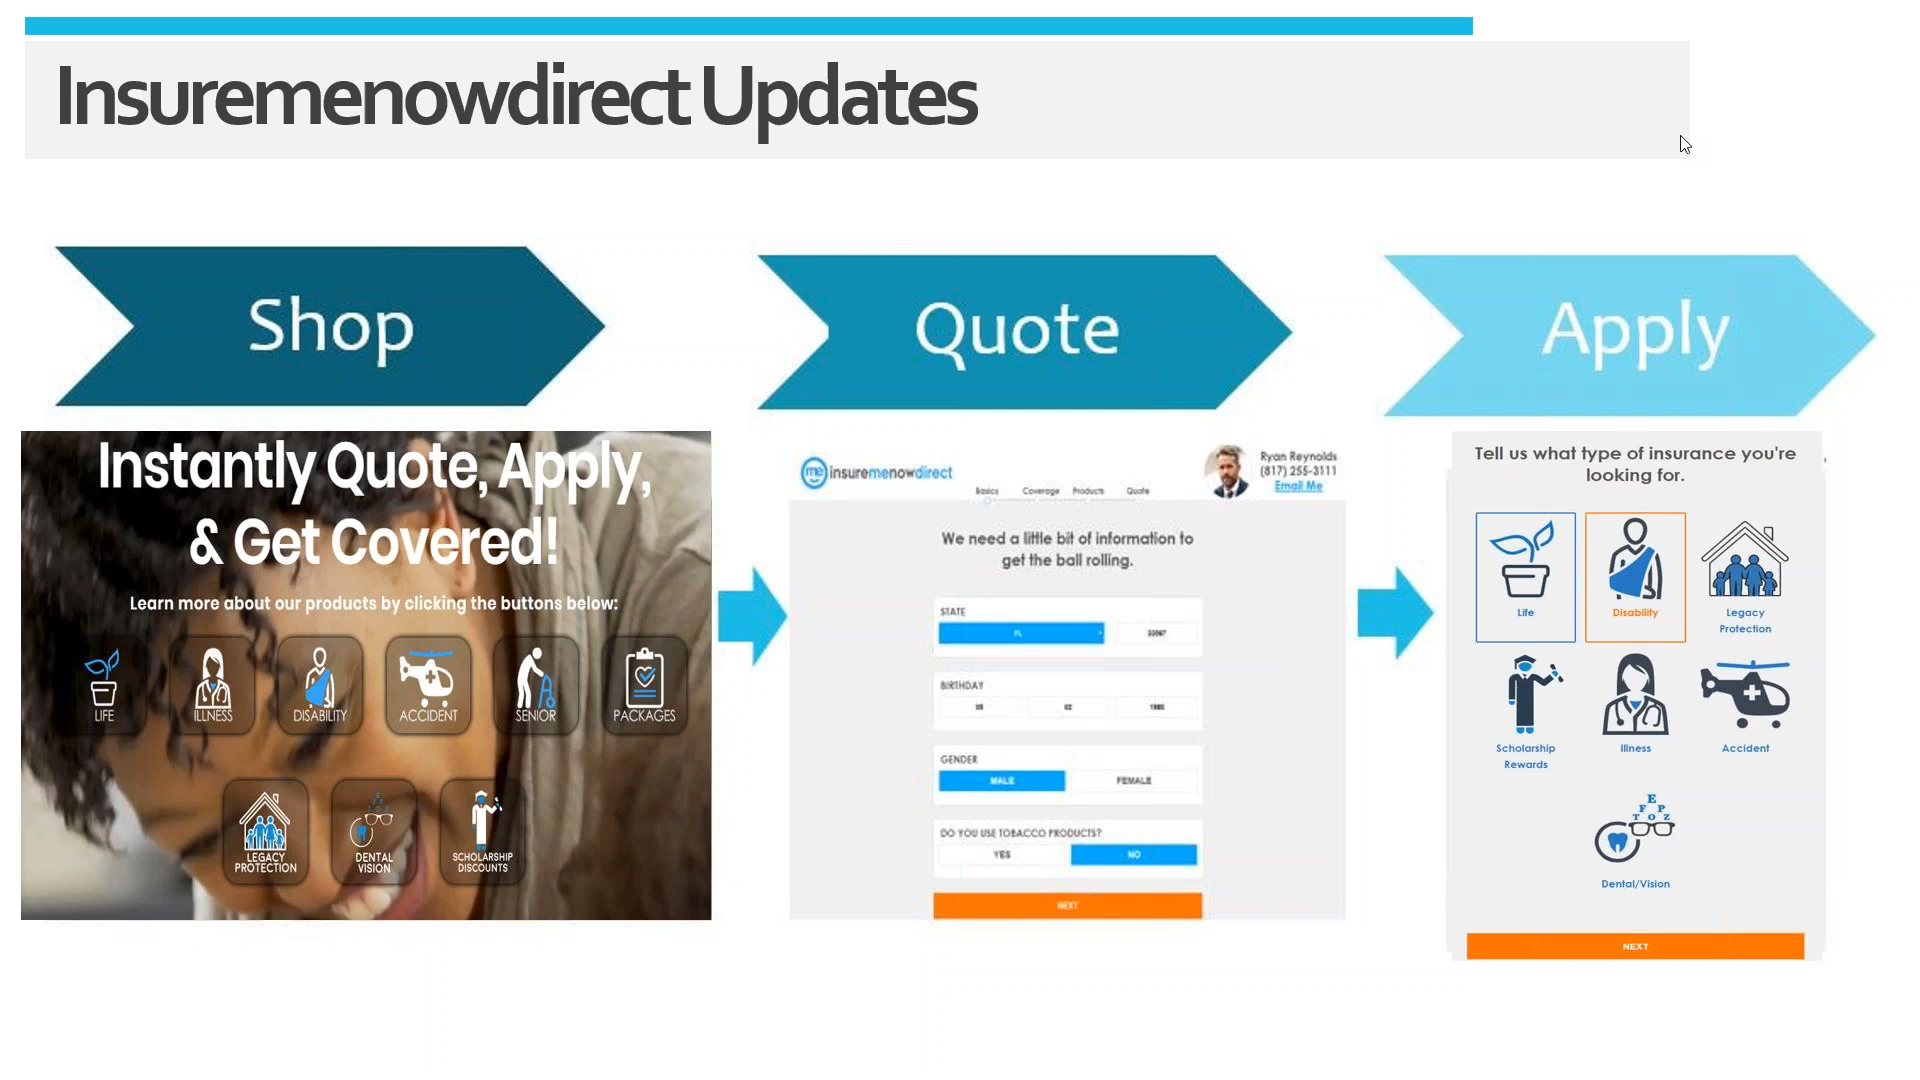 Insuremenowdirect Updates
Shop
Quote
Apply
Instantly Quote, Apply,
& Get Covered!
Learn more about our products by clicking the buttons below:
LIFE
ILLNESS
DISABILITY
ACCIDENT
SENIOR
PACKAGES
LEGACY
PROTECTION
DENTAL
VISION
SCHOLARSHIP
DISCOUNTS
me insuremenowdirect
Ryan Reynolds
(817) 255-3111
Email Me
Basics Coverage Products Quote
We need a little bit of information to
get the ball rolling.
STATE
FL 33067
BIRTHDAY
02
GENDER
MALE FEMALE
DO YOU USE TOBACCO PRODUCTS?
YES NO
NEXT
Tell us what type of insurance you're
looking for.
Life
Disability
Legacy
Protection
Scholarship
Rewards
Illness
Accident
E
F P
T O Z
Dental/Vision
NEXT